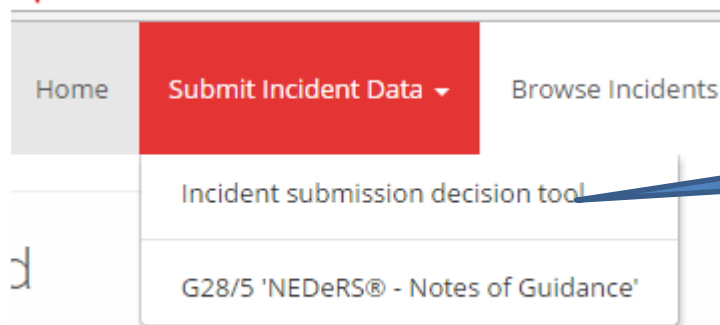 Home Submit Incident Data Browse Incidents
Incident submission decision tool
d
G28/5 'NEDeRS® - Notes of Guidance'